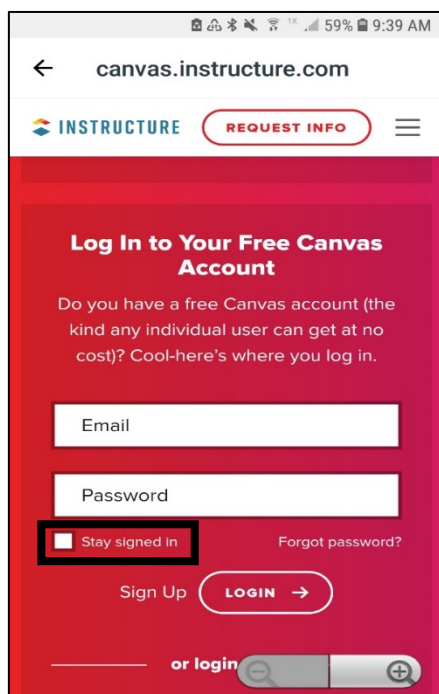 1X 59% 9:39 AM
canvas.instructure.com
INSTRUCTURE REQUEST INFO
Log In to Your Free Canvas
Account
Do you have a free Canvas account (the
kind any individual user can get at no
cost)? Cool-here's where you log in.
Email
Password
Stay signed in Forgot password?
Sign Up LOGIN →
or login